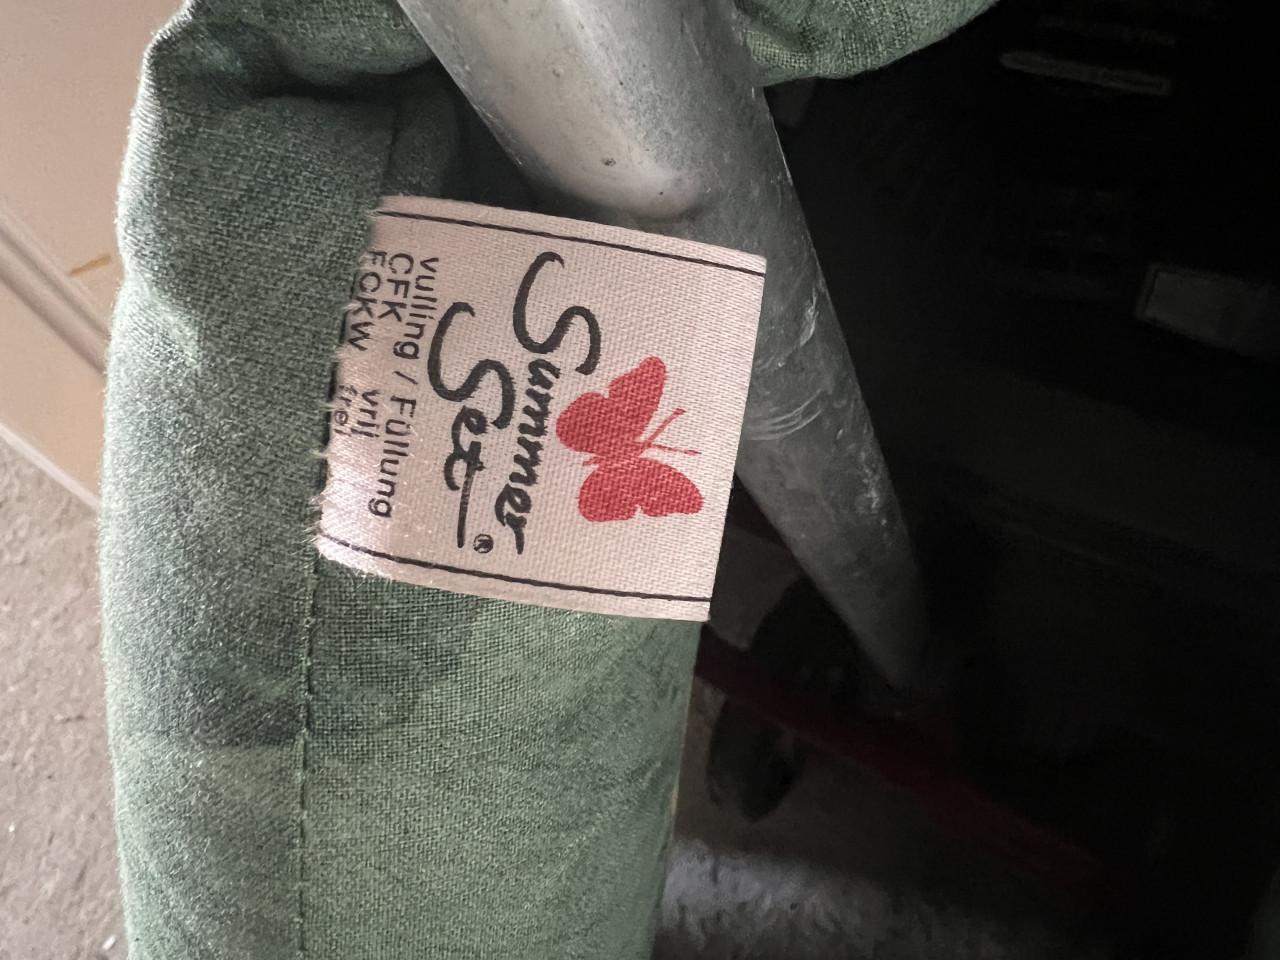 Summer
Set®
vulling / Füllung
CFK vrij
FCKW frei